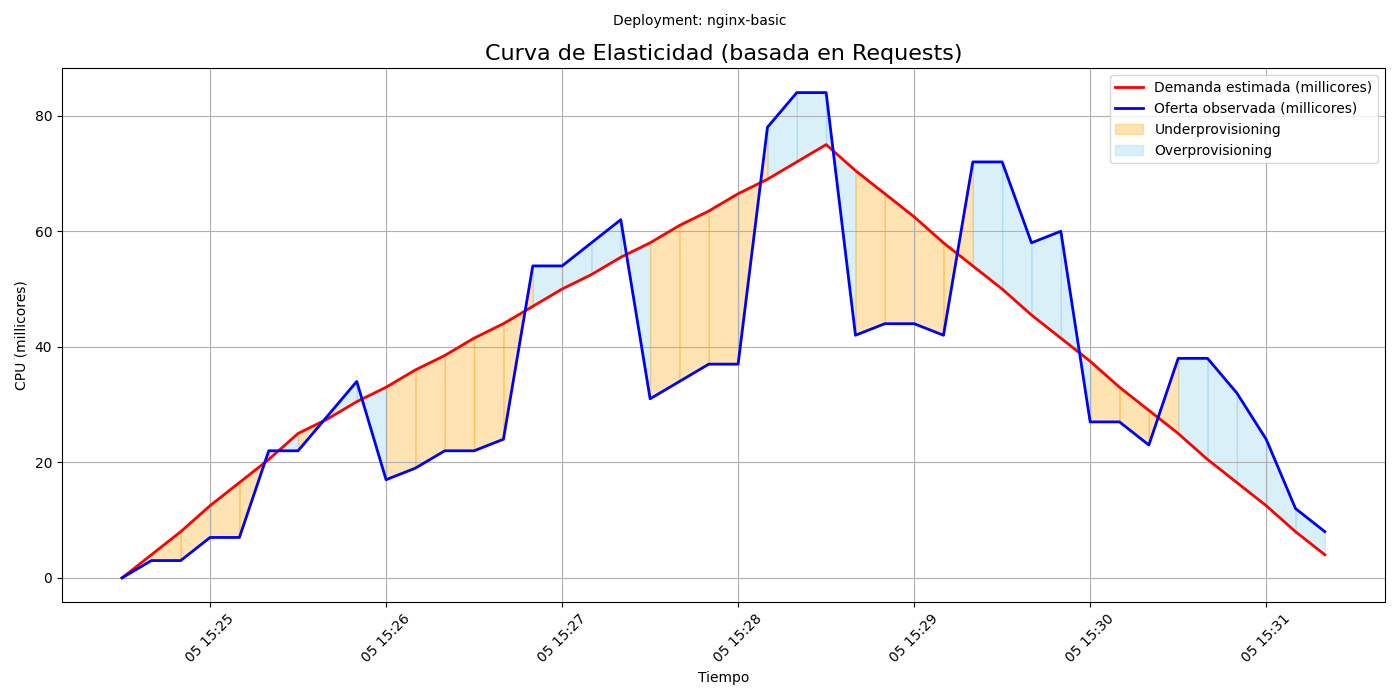 Deployment: nginx-basic
Curva de Elasticidad (basada en Requests)
Demanda estimada (millicores)
Oferta observada (millicores)
Underprovisioning
Overprovisioning
CPU (millicores)
80
60
40
20
0
05 15:25
05 15:26
05 15:27
05 15:28
05 15:29
05 15:30
05 15:31
Tiempo